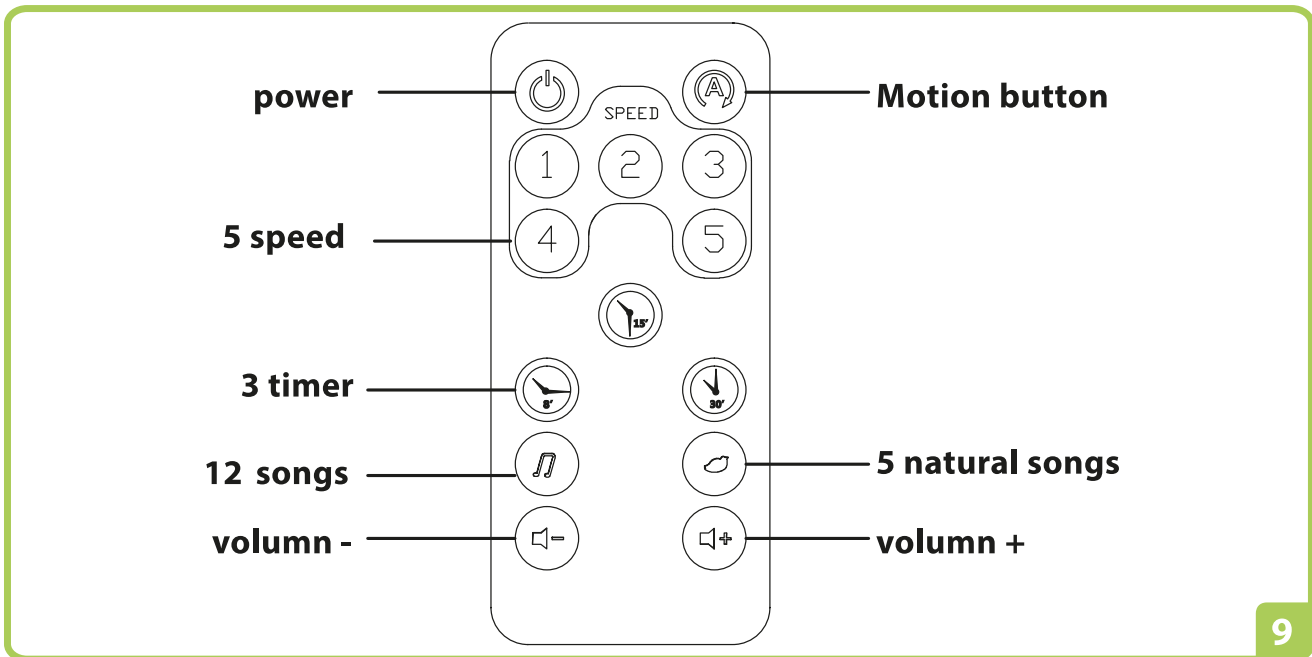 power
Motion button
SPEED
1 2 3
5 speed
4 5
15'
3 timer
8'
30'
12 songs
5 natural songs
volumn -
volumn +
9